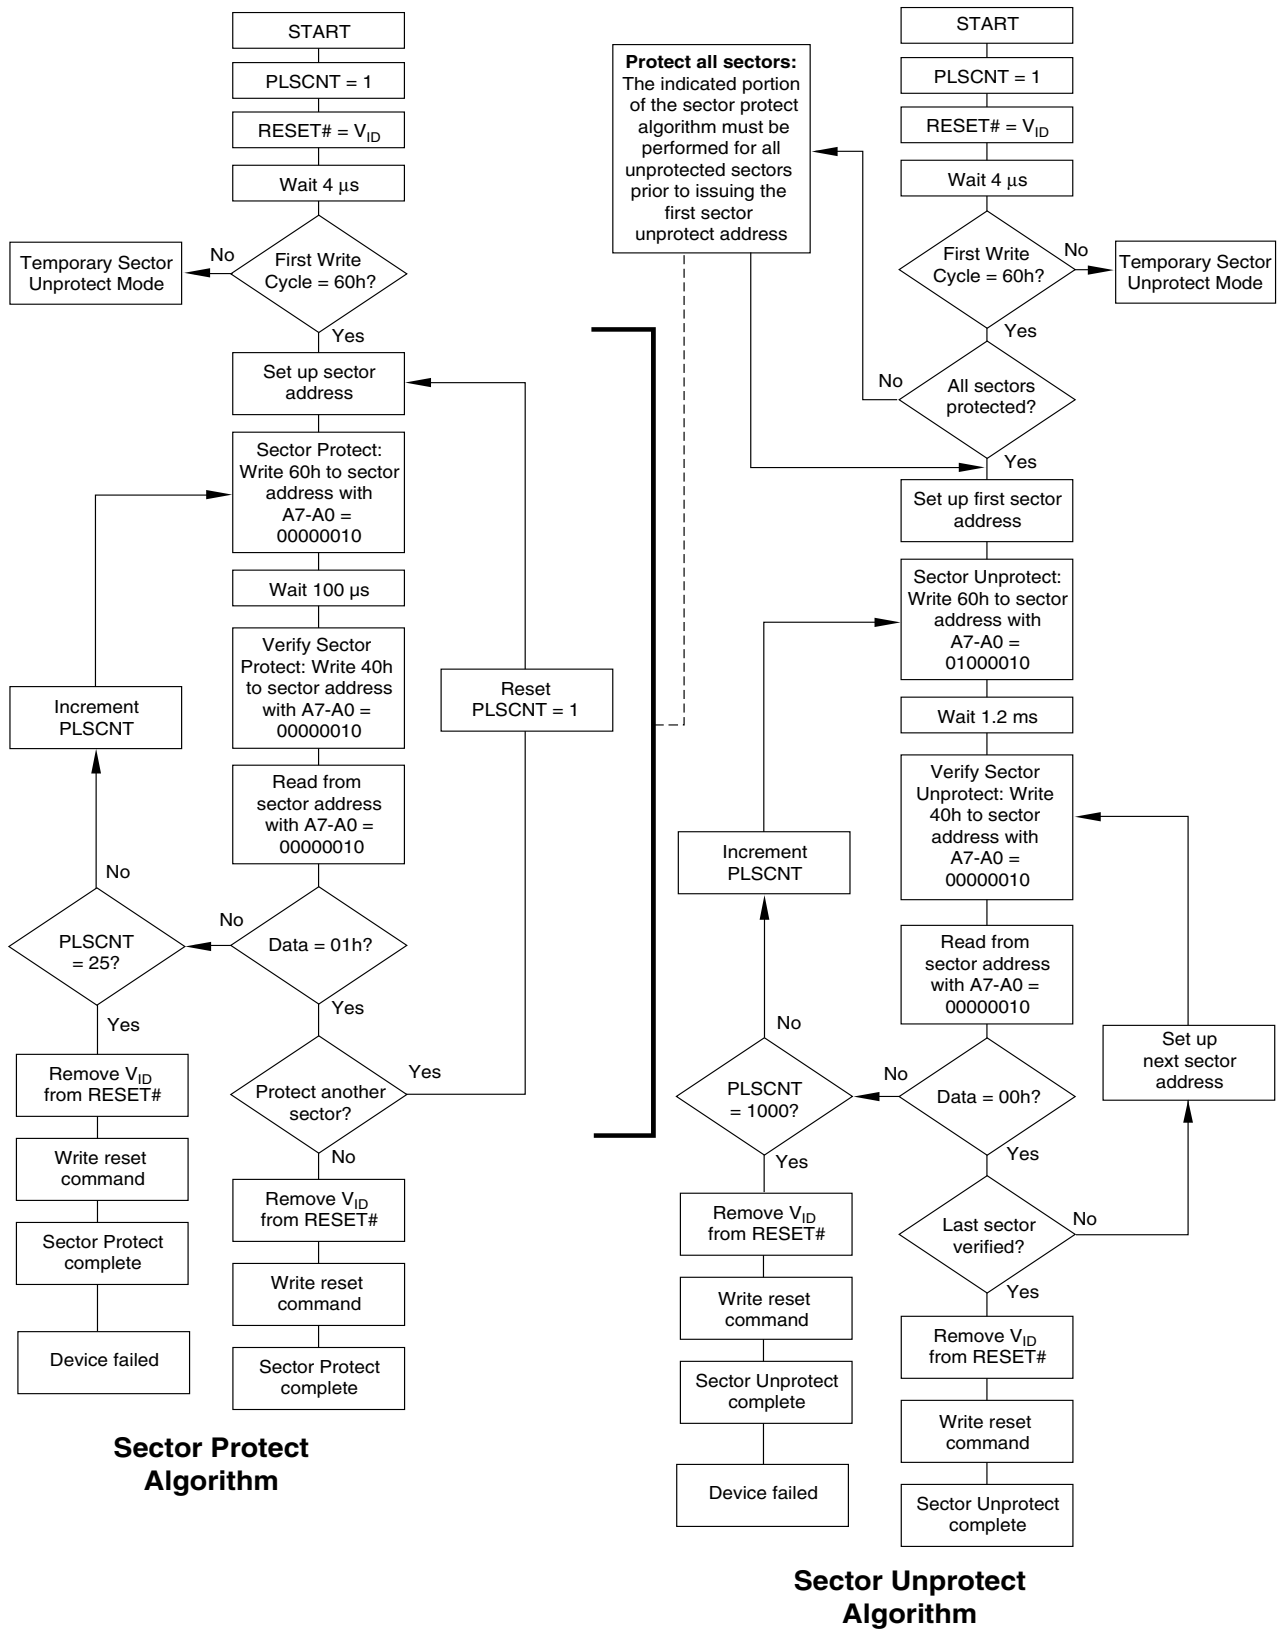 START
PLSCNT = 1
RESET# = VID
Wait 4 μs
First Write
Cycle = 60h?
No
Temporary Sector
Unprotect Mode
Yes
Set up sector
address
Sector Protect:
Write 60h to sector
address with
A7-A0 =
00000010
Wait 100 µs
Verify Sector
Protect: Write 40h
to sector address
with A7-A0 =
00000010
Read from
sector address
with A7-A0 =
00000010
Data = 01h?
No
PLSCNT
= 25?
No
Increment
PLSCNT
Yes
Remove VID
from RESET#
Write reset
command
Sector Protect
complete
Device failed
Yes
Protect another
sector?
Yes
Reset
PLSCNT = 1
No
Remove VID
from RESET#
Write reset
command
Sector Protect
complete
Sector Protect
Algorithm
Protect all sectors:
The indicated portion
of the sector protect
algorithm must be
performed for all
unprotected sectors
prior to issuing the
first sector
unprotect address
START
PLSCNT = 1
RESET# = VID
Wait 4 μs
First Write
Cycle = 60h?
No
Temporary Sector
Unprotect Mode
Yes
All sectors
protected?
No
Yes
Set up first sector
address
Sector Unprotect:
Write 60h to sector
address with
A7-A0 =
01000010
Wait 1.2 ms
Verify Sector
Unprotect: Write
40h to sector
address with
A7-A0 =
00000010
Read from
sector address
with A7-A0 =
00000010
Data = 00h?
No
PLSCNT
= 1000?
No
Increment
PLSCNT
Yes
Remove VID
from RESET#
Write reset
command
Sector Unprotect
complete
Device failed
Yes
Last sector
verified?
No
Set up
next sector
address
Yes
Remove VID
from RESET#
Write reset
command
Sector Unprotect
complete
Sector Unprotect
Algorithm